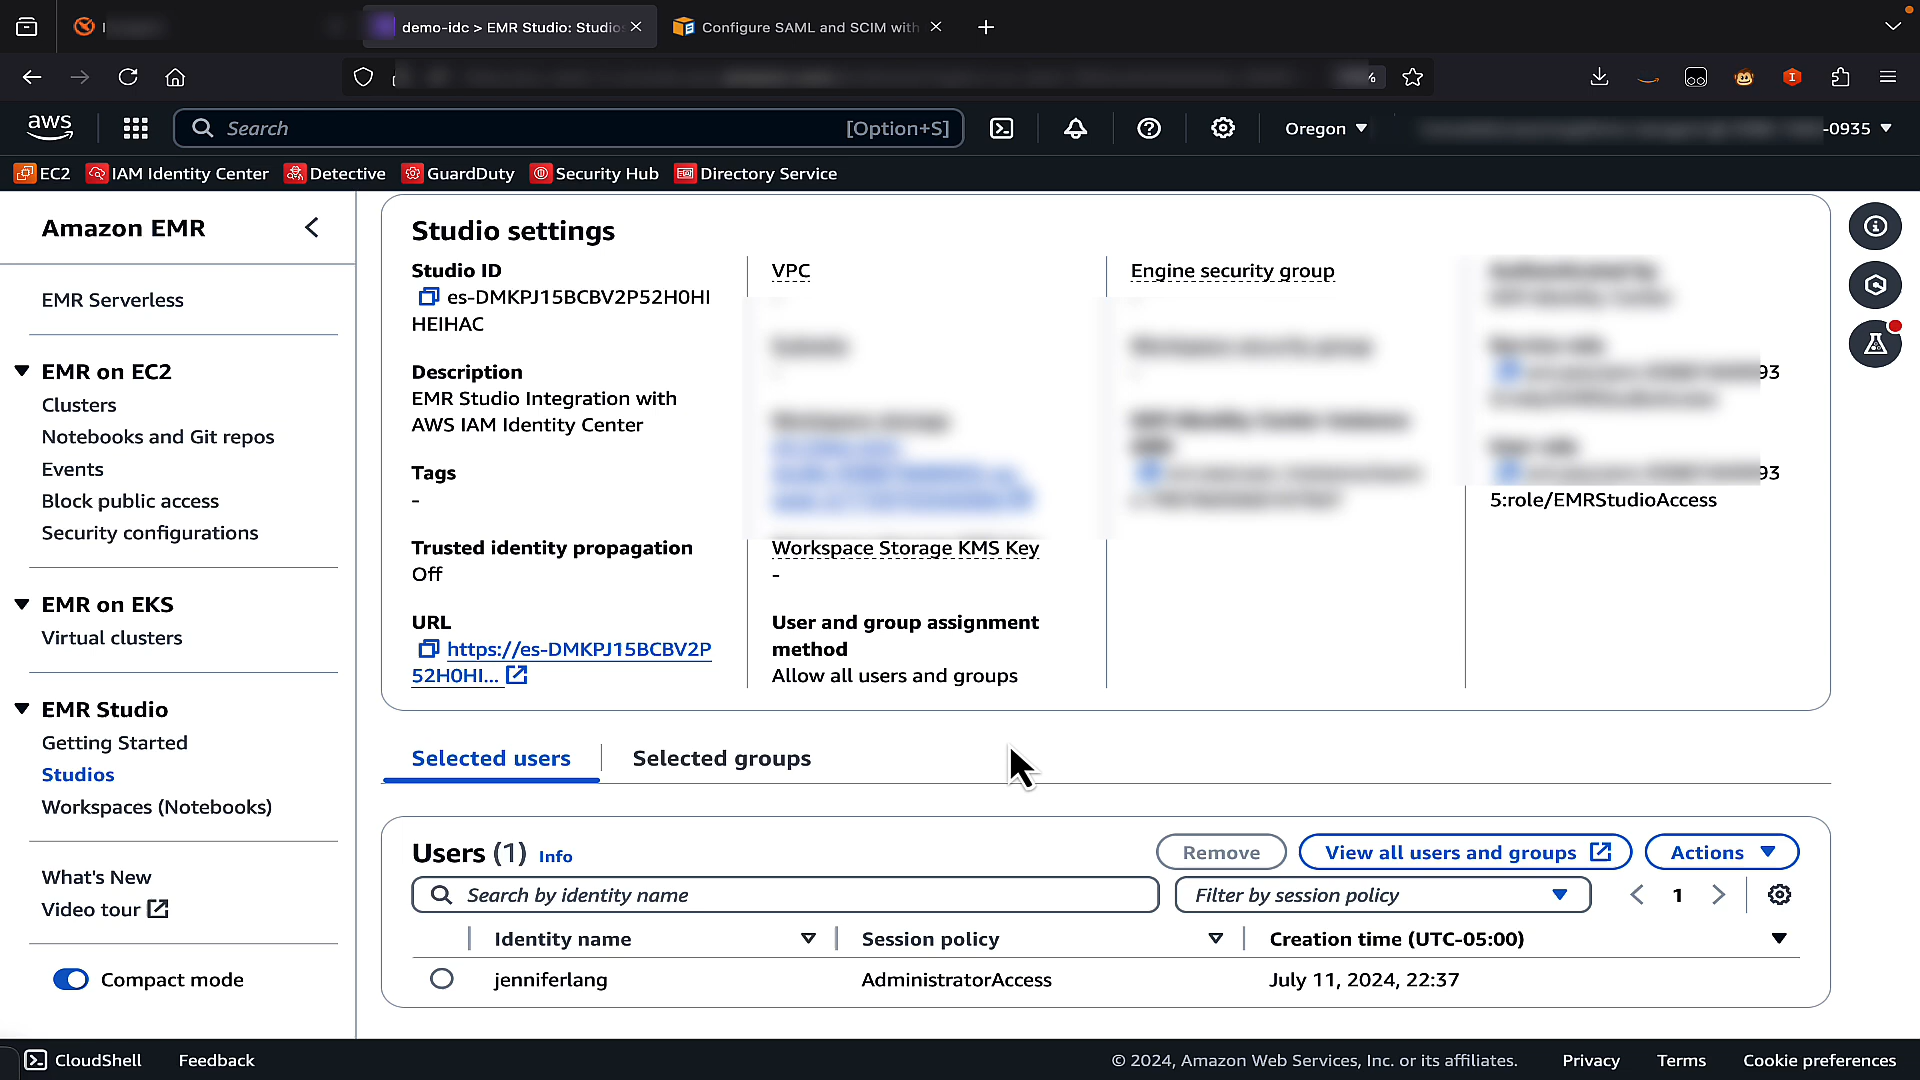 demo-idc > EMR Studio: Studios
Configure SAML and SCIM with
aws
Search
[Option+S]
Oregon
-0935
EC2
IAM Identity Center
Detective
GuardDuty
Security Hub
Directory Service
Amazon EMR
EMR Serverless
EMR on EC2
Clusters
Notebooks and Git repos
Events
Block public access
Security configurations
EMR on EKS
Virtual clusters
EMR Studio
Getting Started
Studios
Workspaces (Notebooks)
What's New
Video tour
Compact mode
Studio settings
Studio ID
es-DMKPJ15BCBV2P52H0HI
HEIHAC
Description
EMR Studio Integration with
AWS IAM Identity Center
Tags
-
Trusted identity propagation
Off
URL
https://es-DMKPJ15BCBV2P
52H0HI...
VPC
Workspace Storage KMS Key
-
User and group assignment
method
Allow all users and groups
Engine security group
93
93
5:role/EMRStudioAccess
Selected users
Selected groups
Users (1)
Info
Remove
View all users and groups
Actions
Search by identity name
Filter by session policy
1
Identity name
Session policy
Creation time (UTC-05:00)
jenniferlang
AdministratorAccess
July 11, 2024, 22:37
CloudShell
Feedback
© 2024, Amazon Web Services, Inc. or its affiliates.
Privacy
Terms
Cookie preferences